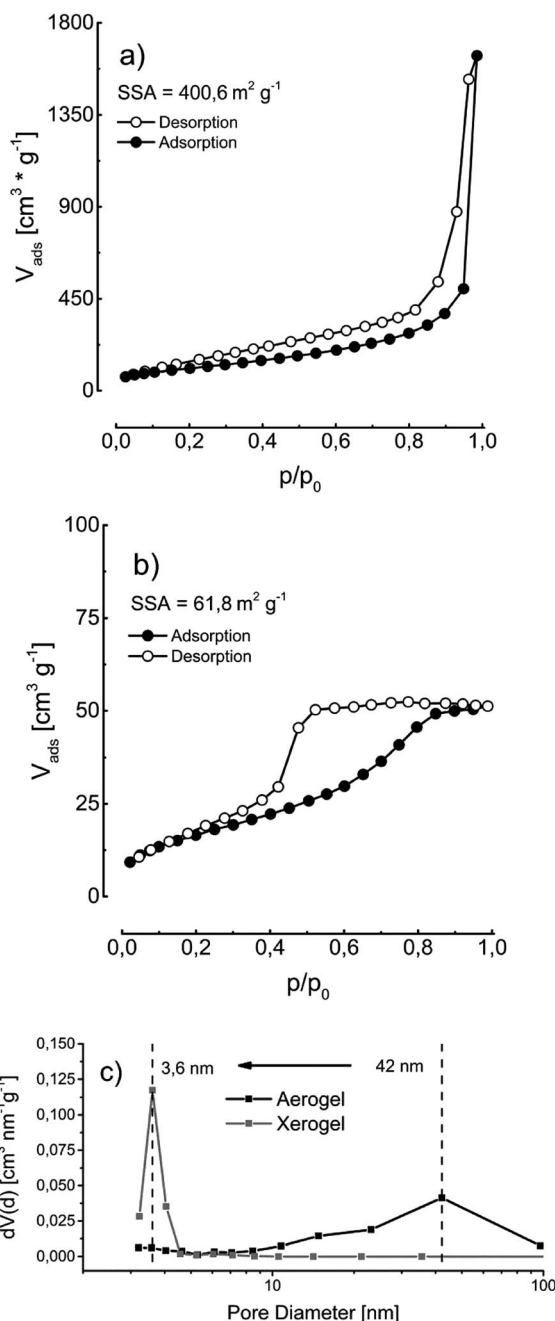 a)
SSA = 400,6 m² g⁻¹
Desorption
Adsorption
V_ads [cm³ * g⁻¹]
1800
1350
900
450
0
0,0 0,2 0,4 0,6 0,8 1,0
p/p₀
b)
SSA = 61,8 m² g⁻¹
Adsorption
Desorption
V_ads [cm³ g⁻¹]
100
75
50
25
0
0,0 0,2 0,4 0,6 0,8 1,0
p/p₀
c)
3,6 nm 42 nm
Aerogel
Xerogel
dV(d) [cm³ nm⁻¹g⁻¹]
0,150
0,125
0,100
0,075
0,050
0,025
0,000
10 100
Pore Diameter [nm]